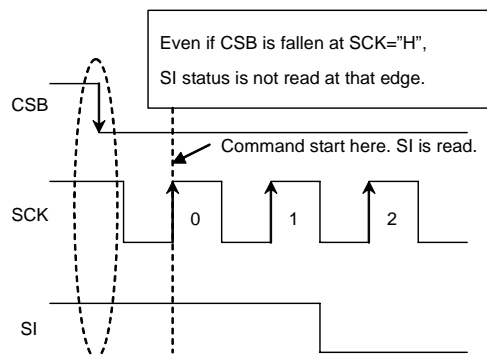 Even if CSB is fallen at SCK=”H”,
SI status is not read at that edge.
CSB
Command start here. SI is read.
SCK
0 1 2
SI